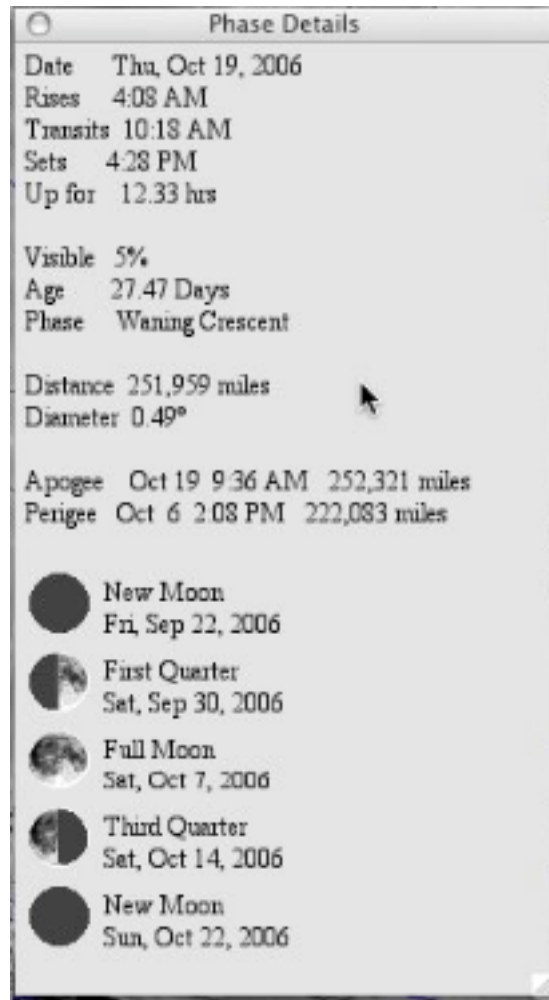 Phase Details
Date Thu, Oct 19, 2006
Rises 4:08 AM
Transits 10:18 AM
Sets 4:28 PM
Up for 12.33 hrs
Visible 5%
Age 27.47 Days
Phase Waning Crescent
Distance 251,959 miles
Diameter 0.49°
Apogee Oct 19 9:36 AM 252,321 miles
Perigee Oct 6 2:08 PM 222,083 miles
New Moon
Fri, Sep 22, 2006
First Quarter
Sat, Sep 30, 2006
Full Moon
Sat, Oct 7, 2006
Third Quarter
Sat, Oct 14, 2006
New Moon
Sun, Oct 22, 2006